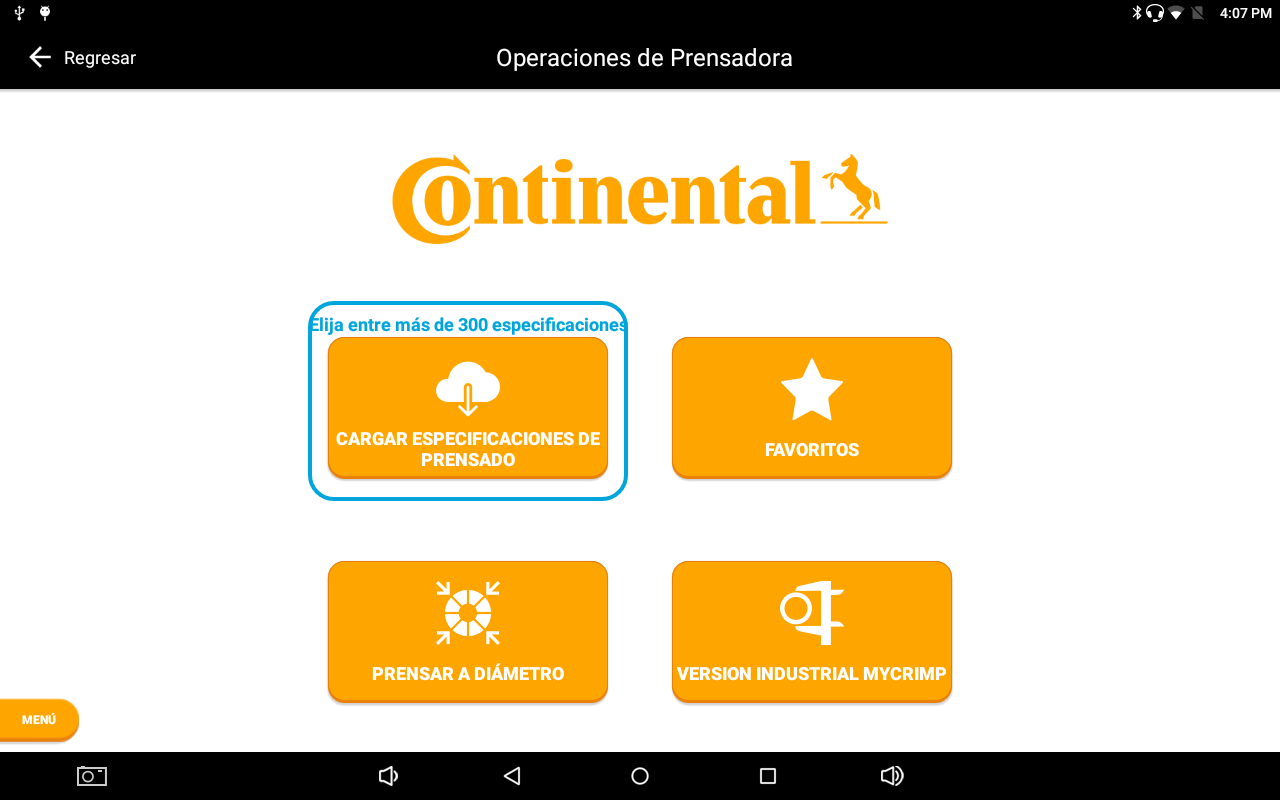 4:07 PM
Regresar
Operaciones de Prensadora
Continental
Elija entre más de 300 especificaciones
CARGAR ESPECIFICACIONES DE
PRENSADO
FAVORITOS
PRENSAR A DIÁMETRO
VERSION INDUSTRIAL MYCRIMP
MENÚ